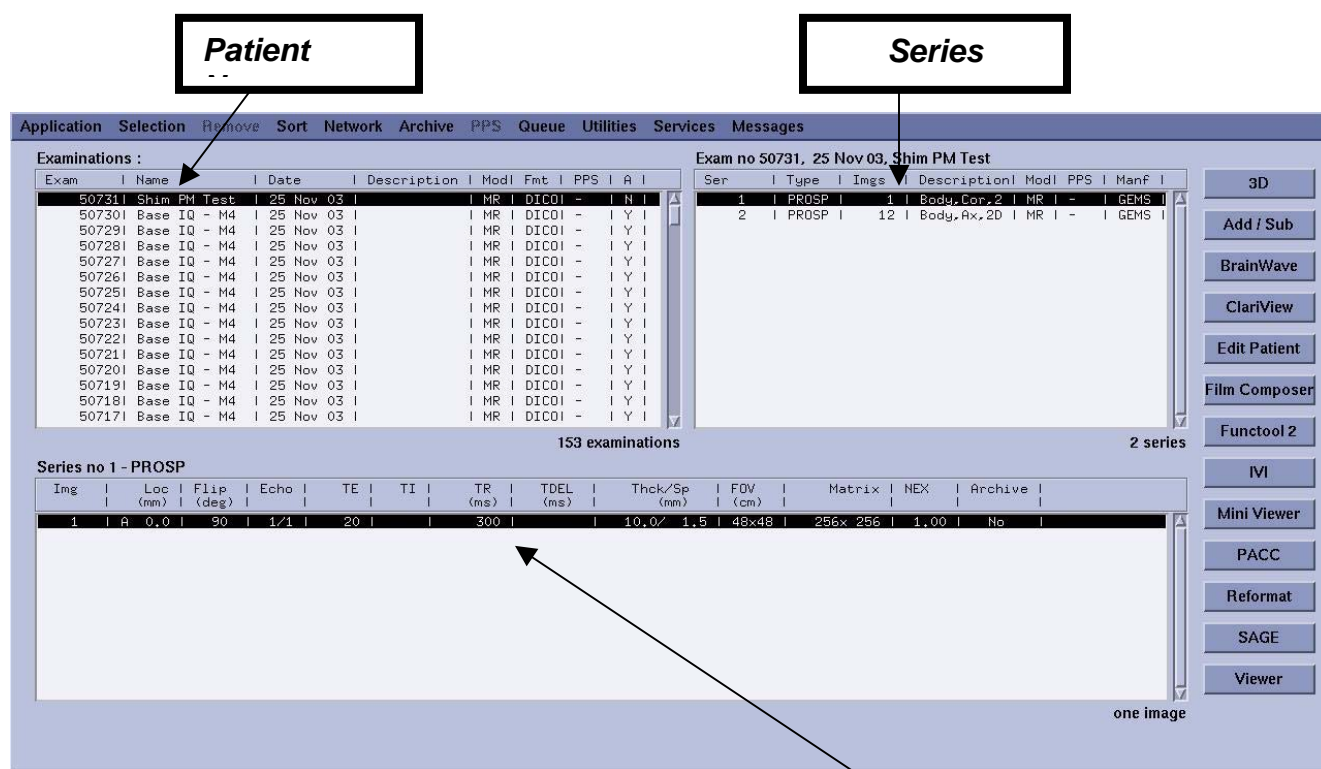 Patient
Series
Application Selection Remove Sort Network Archive PPS Queue Utilities Services Messages
Examinations :
Exam | Name | Date | Description | Mod| Fmt | PPS | A |
50731| Shim PM Test | 25 Nov 03 | | MR | DICO| - | N |
50730| Base IQ - M4 | 25 Nov 03 | | MR | DICO| - | Y |
50729| Base IQ - M4 | 25 Nov 03 | | MR | DICO| - | Y |
50728| Base IQ - M4 | 25 Nov 03 | | MR | DICO| - | Y |
50727| Base IQ - M4 | 25 Nov 03 | | MR | DICO| - | Y |
50726| Base IQ - M4 | 25 Nov 03 | | MR | DICO| - | Y |
50725| Base IQ - M4 | 25 Nov 03 | | MR | DICO| - | Y |
50724| Base IQ - M4 | 25 Nov 03 | | MR | DICO| - | Y |
50723| Base IQ - M4 | 25 Nov 03 | | MR | DICO| - | Y |
50722| Base IQ - M4 | 25 Nov 03 | | MR | DICO| - | Y |
50721| Base IQ - M4 | 25 Nov 03 | | MR | DICO| - | Y |
50720| Base IQ - M4 | 25 Nov 03 | | MR | DICO| - | Y |
50719| Base IQ - M4 | 25 Nov 03 | | MR | DICO| - | Y |
50718| Base IQ - M4 | 25 Nov 03 | | MR | DICO| - | Y |
50717| Base IQ - M4 | 25 Nov 03 | | MR | DICO| - | Y |
153 examinations
Exam no 50731, 25 Nov 03, Shim PM Test
Ser | Type | Imgs | Description| Mod| PPS | Manf |
1 | PROSP | 1 | Body,Cor,2 | MR | - | GEMS |
2 | PROSP | 12 | Body,Ax,2D | MR | - | GEMS |
2 series
Series no 1 - PROSP
Img | Loc | Flip | Echo | TE | TI | TR | TDEL | Thck/Sp | FOV | Matrix | NEX | Archive |
| (mm) | (deg) | | | | (ms) | (ms) | (mm) | (cm) | | | |
1 | A 0.0 | 90 | 1/1 | 20 | | 300 | | 10.0/ 1.5 | 48x48 | 256x 256 | 1.00 | No |
one image
3D
Add / Sub
BrainWave
ClariView
Edit Patient
Film Composer
Functool 2
IVI
Mini Viewer
PACC
Reformat
SAGE
Viewer